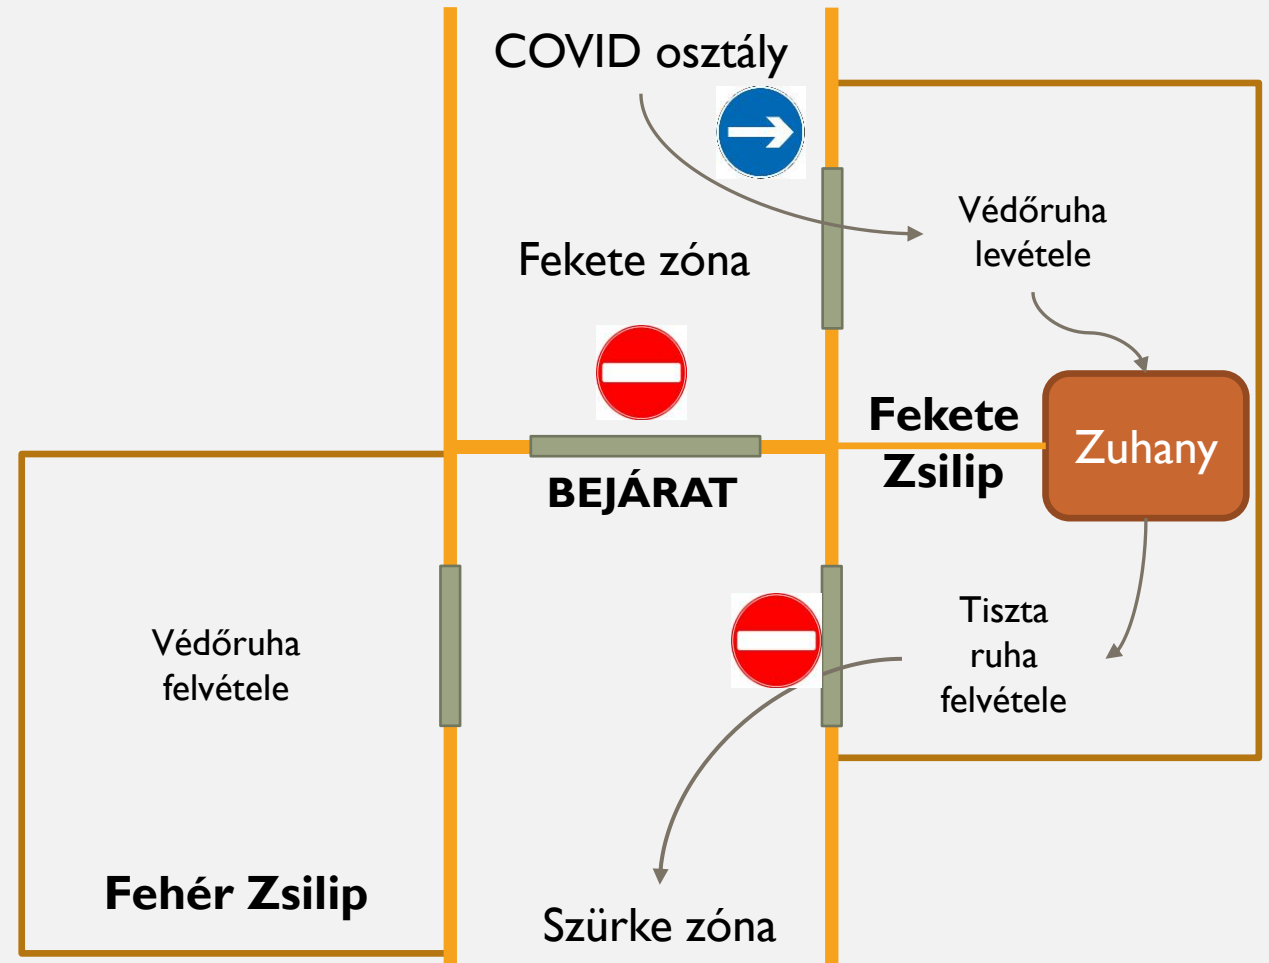 COVID osztály
Védőruha
levétele
Fekete zóna
Fekete
Zsilip
Zuhany
BEJÁRAT
Védőruha
felvétele
Tiszta
ruha
felvétele
Fehér Zsilip
Szürke zóna